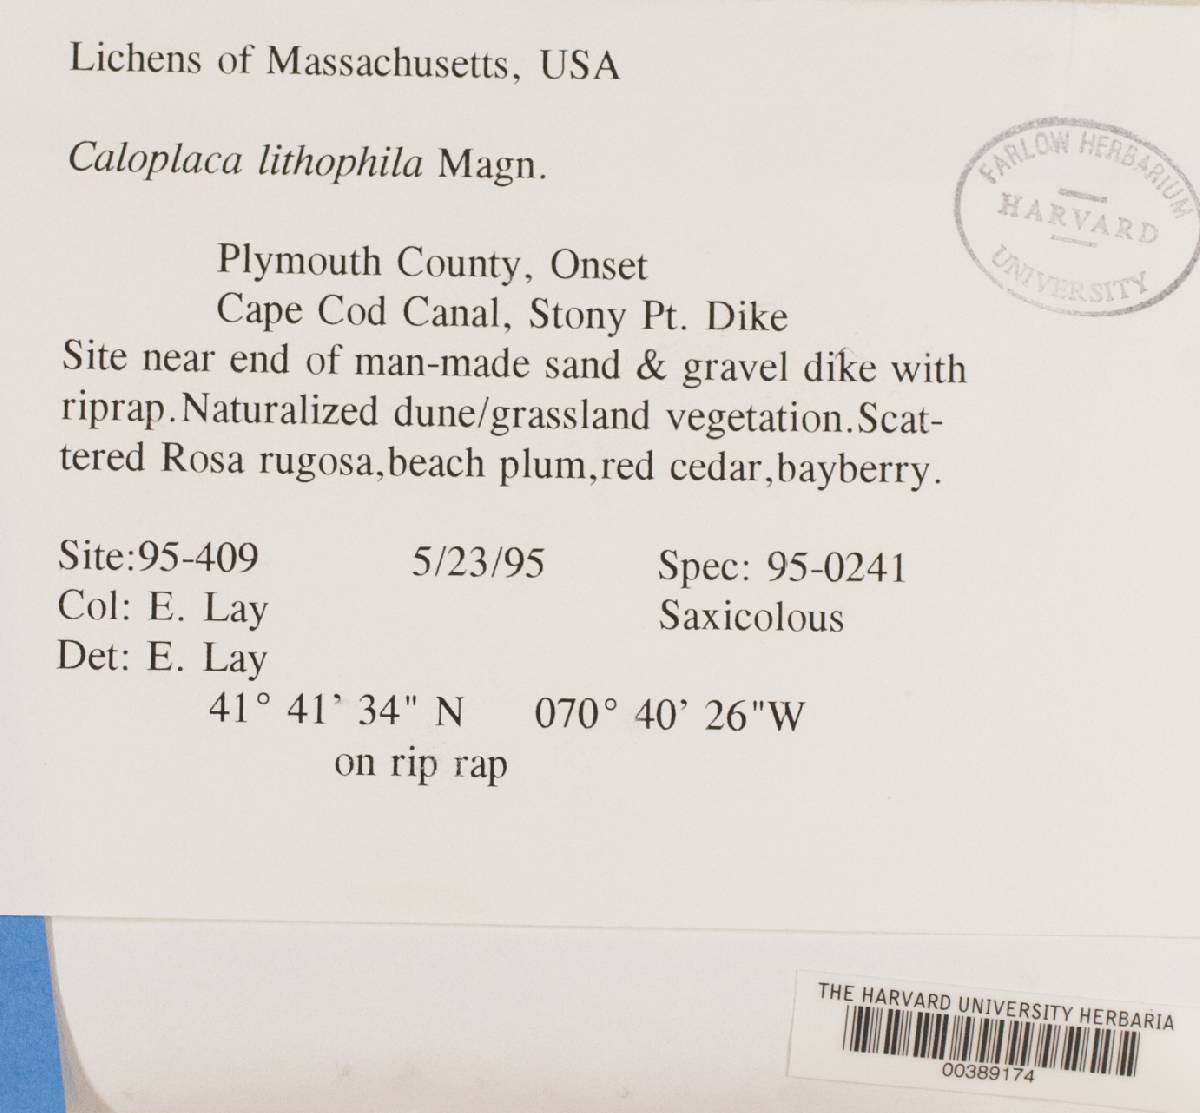 Lichens of Massachusetts, USA
Caloplaca lithophila Magn.
FARLOW HERBARIUM
HARVARD
UNIVERSITY
Plymouth County, Onset
Cape Cod Canal, Stony Pt. Dike
Site near end of man-made sand & gravel dike with
riprap.Naturalized dune/grassland vegetation.Scat-
tered Rosa rugosa,beach plum,red cedar,bayberry.
Site:95-409 5/23/95 Spec: 95-0241
Col: E. Lay Saxicolous
Det: E. Lay
41° 41’ 34" N 070° 40’ 26"W
on rip rap
THE HARVARD UNIVERSITY HERBARIA
00389174